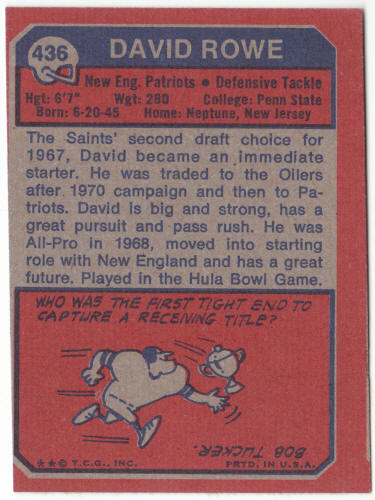 436
DAVID ROWE
New Eng. Patriots • Defensive Tackle
Hgt: 6'7" Wgt: 280 College: Penn State
Born: 6-20-45 Home: Neptune, New Jersey
The Saints' second draft choice for
1967, David became an immediate
starter. He was traded to the Oilers
after 1970 campaign and then to Pa-
triots. David is big and strong, has a
great pursuit and pass rush. He was
All-Pro in 1968, moved into starting
role with New England and has a great
future. Played in the Hula Bowl Game.
WHO WAS THE FIRST TIGHT END TO
CAPTURE A RECEIVING TITLE?
BOB TUCKER.
★★© T.C.G., INC. PRTD. IN U.S.A.